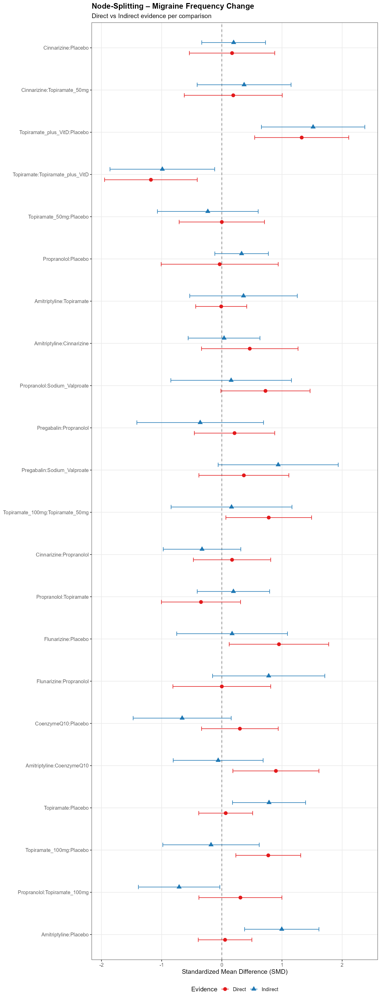 Node-Splitting – Migraine Frequency Change
Direct vs Indirect evidence per comparison
Cinnarizine:Placebo
Cinnarizine:Topiramate_50mg
Topiramate_plus_VitD:Placebo
Topiramate:Topiramate_plus_VitD
Topiramate_50mg:Placebo
Propranolol:Placebo
Amitriptyline:Topiramate
Amitriptyline:Cinnarizine
Propranolol:Sodium_Valproate
Pregabalin:Propranolol
Pregabalin:Sodium_Valproate
Topiramate_100mg:Topiramate_50mg
Cinnarizine:Propranolol
Propranolol:Topiramate
Flunarizine:Placebo
Flunarizine:Propranolol
CoenzymeQ10:Placebo
Amitriptyline:CoenzymeQ10
Topiramate:Placebo
Topiramate_100mg:Placebo
Propranolol:Topiramate_100mg
Amitriptyline:Placebo
-2 -1 0 1 2
Standardized Mean Difference (SMD)
Evidence Direct Indirect